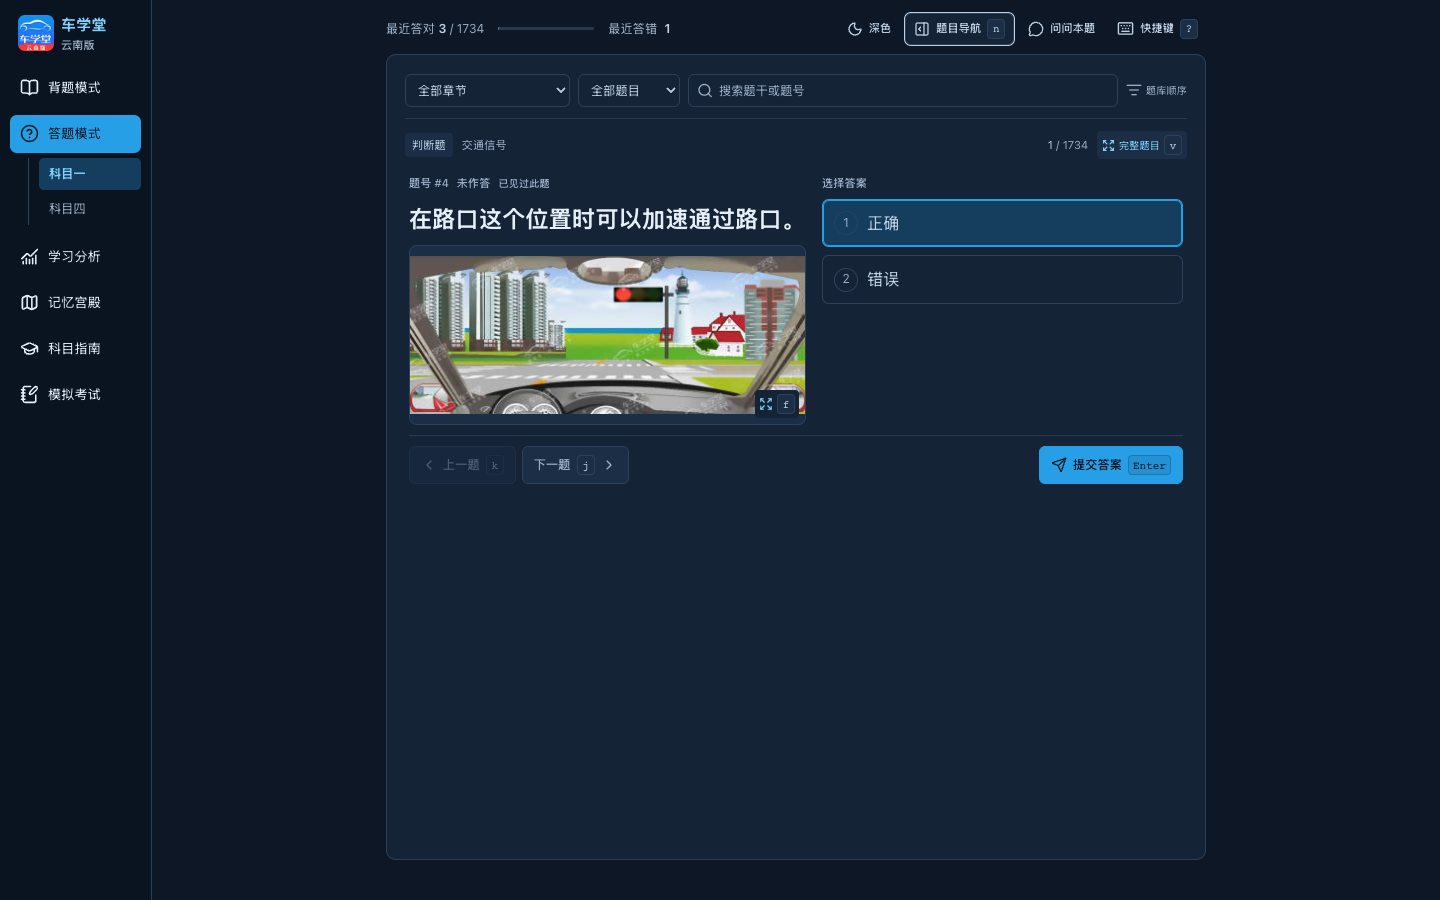 车学堂
云南版
背题模式
答题模式
科目一
科目四
学习分析
记忆宫殿
科目指南
模拟考试
最近答对 3 / 1734 最近答错 1
深色 题目导航 n 问问本题 快捷键 ?
全部章节 全部题目 搜索题干或题号 题库顺序
判断题 交通信号 1 / 1734 完整题目 v
题号 #4 未作答 已见过此题
在路口这个位置时可以加速通过路口。
f
选择答案
1 正确
2 错误
上一题 k 下一题 j 提交答案 Enter